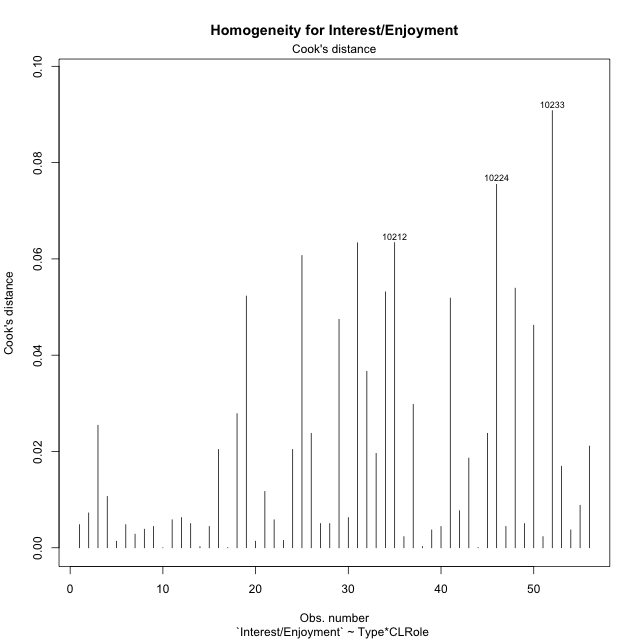 Homogeneity for Interest/Enjoyment
Cook's distance
0.10
0.08
0.06
0.04
0.02
0.00
Cook's distance
10233
10224
10212
0 10 20 30 40 50
Obs. number
`Interest/Enjoyment` ~ Type*CLRole